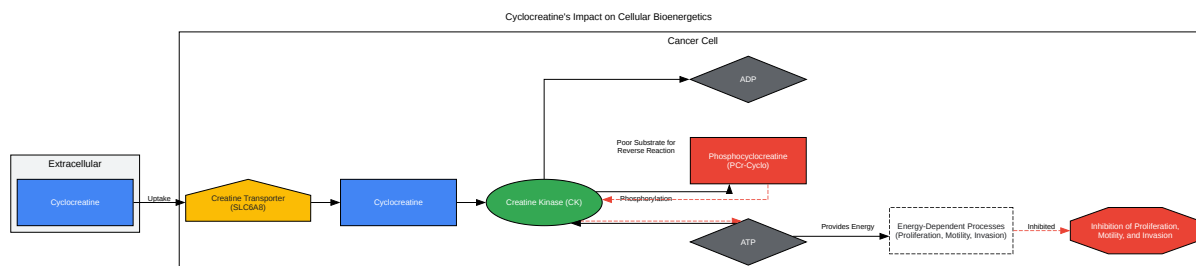 Cyclocreatine's Impact on Cellular Bioenergetics
Cancer Cell
ADP
Poor Substrate for
Reverse Reaction
Phosphocyclocreatine
(PCr-Cyclo)
Extracellular
Cyclocreatine
Uptake
Creatine Transporter
(SLC6A8)
Cyclocreatine
Creatine Kinase (CK)
Phosphorylation
ATP
Provides Energy
Energy-Dependent Processes
(Proliferation, Motility, Invasion)
Inhibited
Inhibition of Proliferation,
Motility, and Invasion